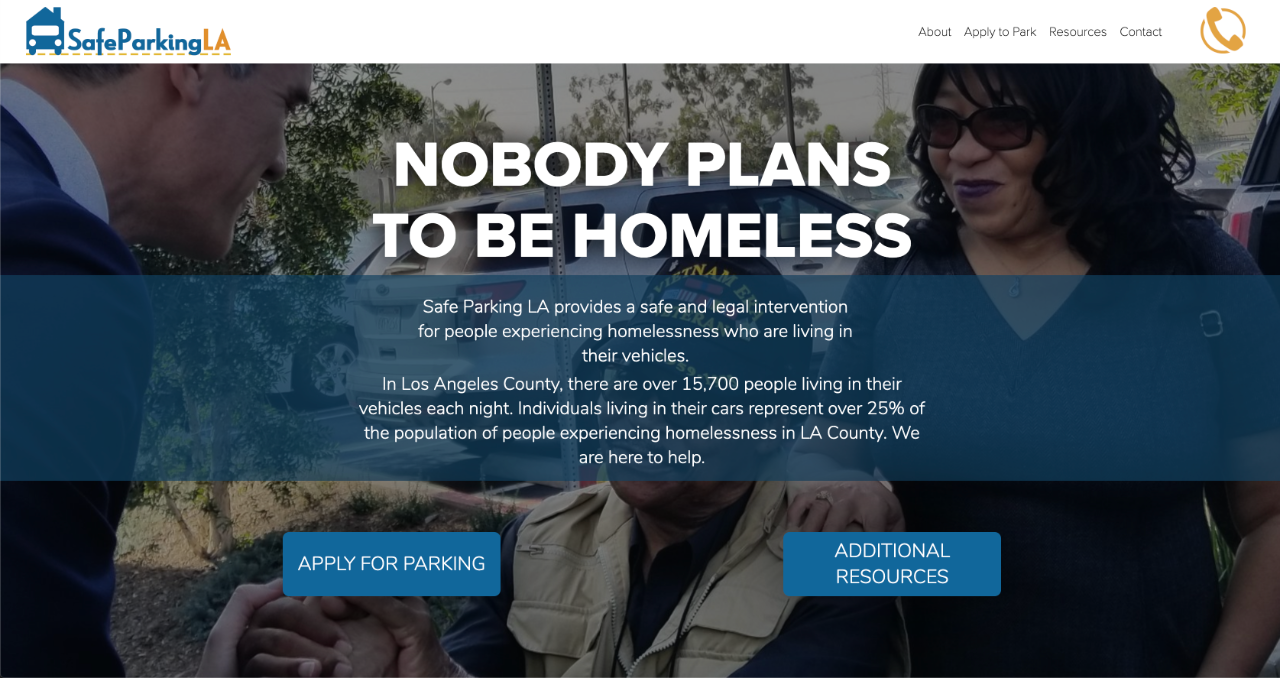 SafeParkingLA
About
Apply to Park
Resources
Contact
NOBODY PLANS
TO BE HOMELESS
VIETNAM ERA
VETERAN
Safe Parking LA provides a safe and legal intervention
for people experiencing homelessness who are living in
their vehicles.
In Los Angeles County, there are over 15,700 people living in their
vehicles each night. Individuals living in their cars represent over 25% of
the population of people experiencing homelessness in LA County. We
are here to help.
APPLY FOR PARKING
ADDITIONAL
RESOURCES